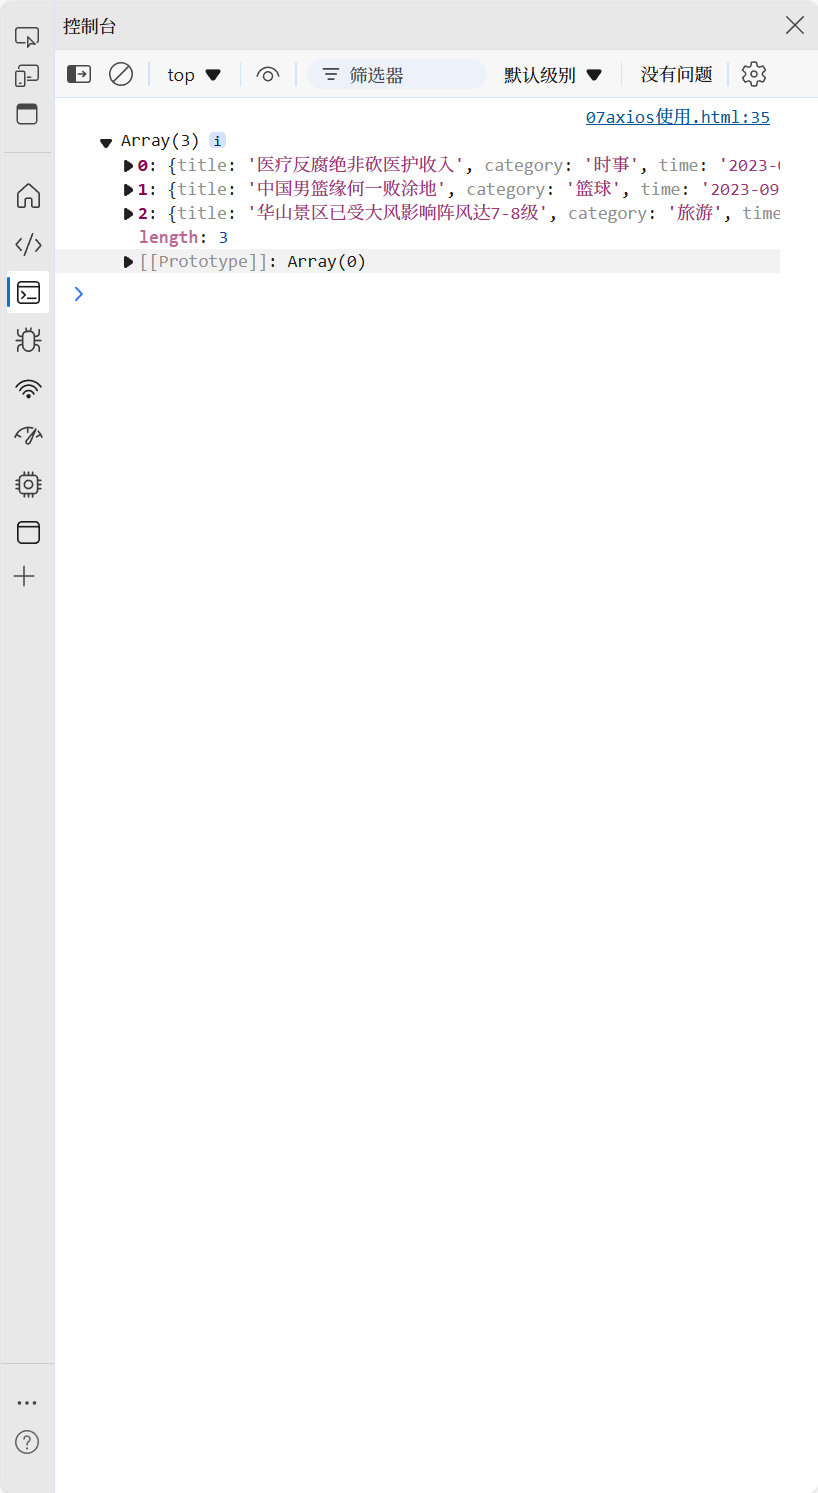 控制台
top 筛选器 默认级别 没有问题
07axios使用.html:35
Array(3) i
0: {title: '医疗反腐绝非砍医护收入', category: '时事', time: '2023-
1: {title: '中国男篮缘何一败涂地', category: '篮球', time: '2023-09
2: {title: '华山景区已受大风影响阵风达7-8级', category: '旅游', time
length: 3
[[Prototype]]: Array(0)